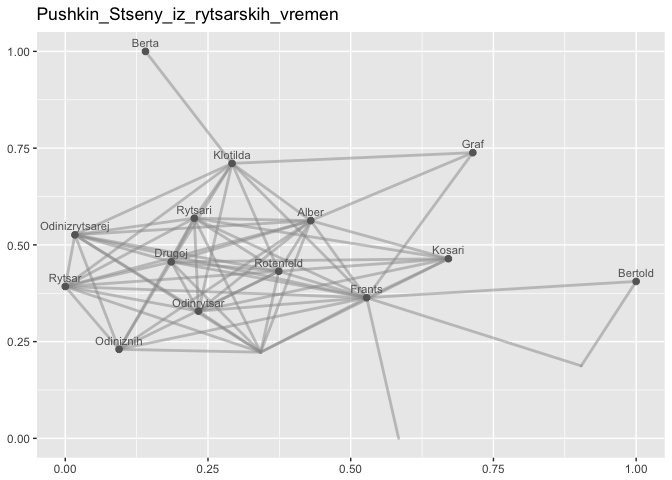 Pushkin_Stseny_iz_rytsarskih_vremen
1.00
Berta
0.75
Klotilda
Graf
Rytsari
Alber
Odinizrytsarej
0.50
Drugoj
Rotenfeld
Kosari
Rytsar
Bertold
Odinrytsar
Frants
0.25
Odiniznih
0.00
0.00 0.25 0.50 0.75 1.00